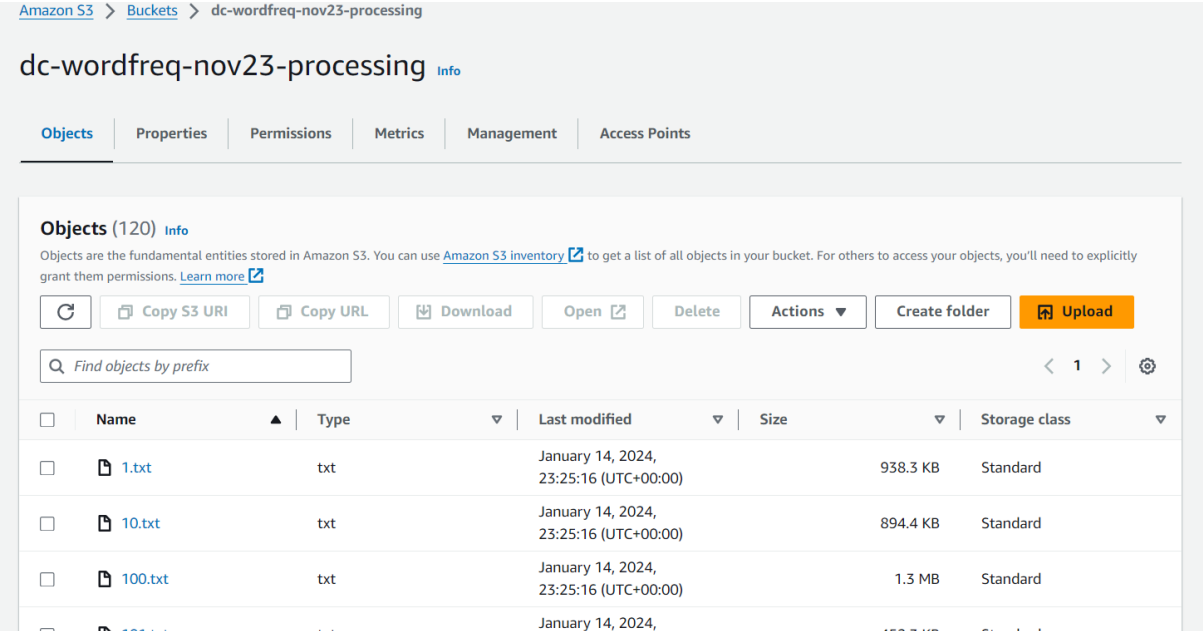 Amazon S3 > Buckets > dc-wordfreq-nov23-processing
dc-wordfreq-nov23-processing Info
Objects Properties Permissions Metrics Management Access Points
Objects (120) Info
Objects are the fundamental entities stored in Amazon S3. You can use Amazon S3 inventory to get a list of all objects in your bucket. For others to access your objects, you'll need to explicitly
grant them permissions. Learn more
Copy S3 URI Copy URL Download Open Delete Actions Create folder Upload
Find objects by prefix < 1 >
Name Type Last modified Size Storage class
1.txt txt January 14, 2024, 938.3 KB Standard
23:25:16 (UTC+00:00)
10.txt txt January 14, 2024, 894.4 KB Standard
23:25:16 (UTC+00:00)
100.txt txt January 14, 2024, 1.3 MB Standard
23:25:16 (UTC+00:00)
January 14, 2024,